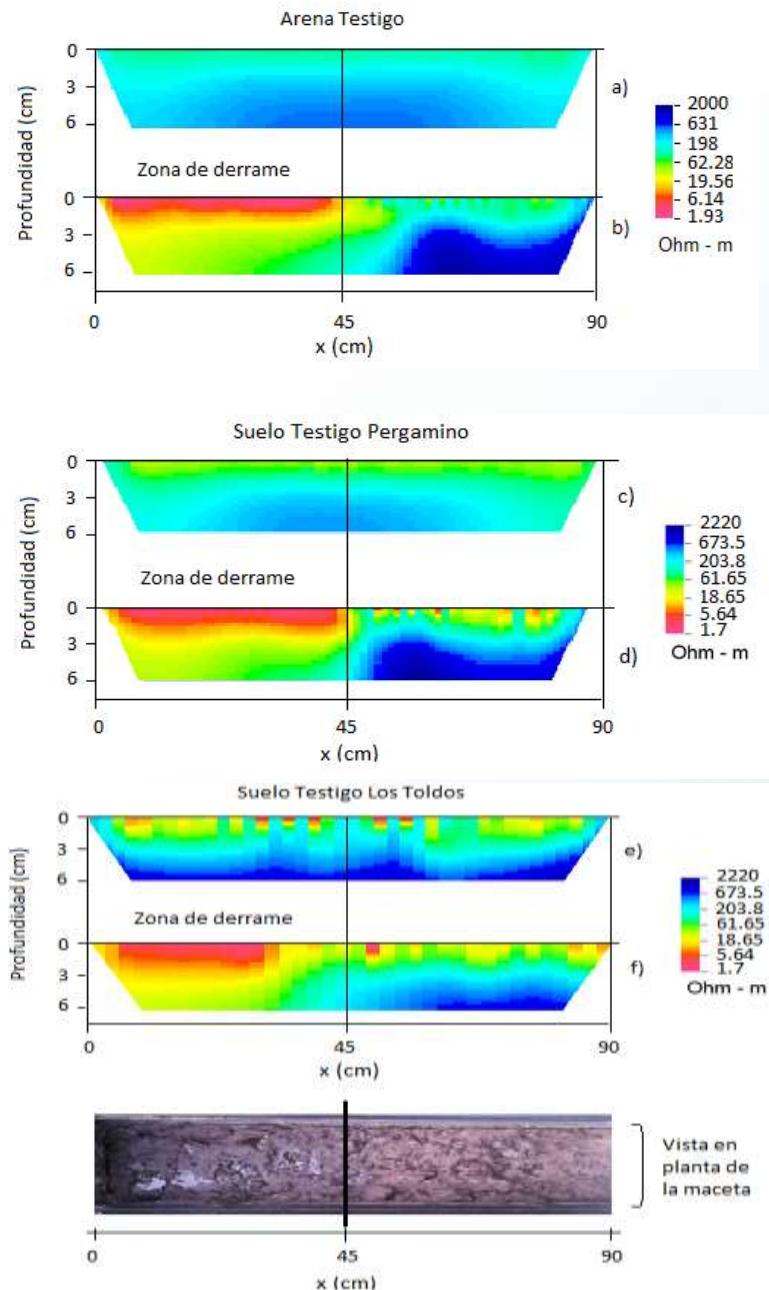 Arena Testigo
0
3
6
a)
Zona de derrame
0
3
6
b)
Profundidad (cm)
2000
631
198
62.28
19.56
6.14
1.93
Ohm - m
0 45 90
x (cm)
Suelo Testigo Pergamino
0
3
6
c)
Zona de derrame
0
3
6
d)
Profundidad (cm)
2220
673.5
203.8
61.65
18.65
5.64
1.7
Ohm - m
0 45 90
x (cm)
Suelo Testigo Los Toldos
0
3
6
e)
Zona de derrame
0
3
6
f)
Profundidad (cm)
2220
673.5
203.8
61.65
18.65
5.64
1.7
Ohm - m
0 45 90
x (cm)
Vista en
planta de
la maceta
0 45 90
x (cm)